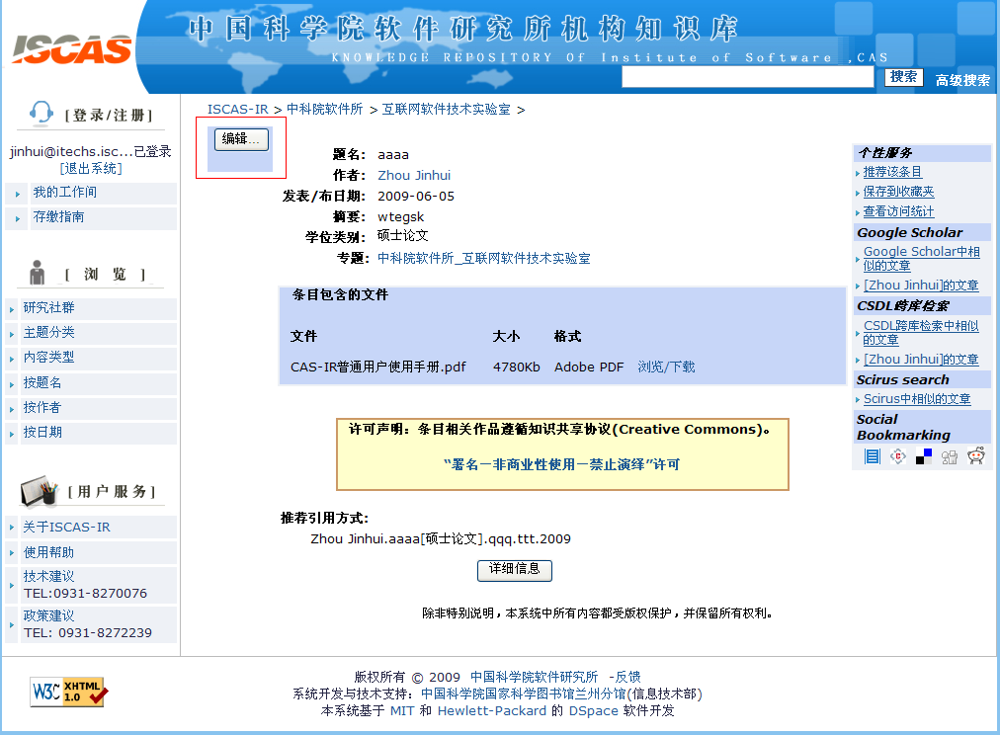 ISCAS
中国科学院软件研究所机构知识库
KNOWLEDGE REPOSITORY OF Institute of Software ,CAS
搜索
高级搜索
[登录/注册]
jinhui@itechs.isc...已登录
[退出系统]
我的工作间
存缴指南
[ 浏 览 ]
研究社群
主题分类
内容类型
按题名
按作者
按日期
[用户服务]
关于ISCAS-IR
使用帮助
技术建议
TEL:0931-8270076
政策建议
TEL: 0931-8272239
ISCAS-IR > 中科院软件所 > 互联网软件技术实验室 >
编辑...
题名: aaaa
作者: Zhou Jinhui
发表/布日期: 2009-06-05
摘要: wtegsk
学位类别: 硕士论文
专题: 中科院软件所_互联网软件技术实验室
条目包含的文件
文件 大小 格式
CAS-IR普通用户使用手册.pdf 4780Kb Adobe PDF 浏览/下载
许可声明: 条目相关作品遵循知识共享协议(Creative Commons)。
“署名—非商业性使用—禁止演绎”许可
推荐引用方式:
Zhou Jinhui.aaaa[硕士论文].qqq.ttt.2009
详细信息
除非特别说明，本系统中所有内容都受版权保护，并保留所有权利。
个性服务
推荐该条目
保存到收藏夹
查看访问统计
Google Scholar
Google Scholar中相
似的文章
[Zhou Jinhui]的文章
CSDL跨库检索
CSDL跨库检索中相似
的文章
[Zhou Jinhui]的文章
Scirus search
Scirus中相似的文章
Social
Bookmarking
W3C XHTML
1.0
版权所有 © 2009 中国科学院软件研究所 -反馈
系统开发与技术支持: 中国科学院国家科学图书馆兰州分馆(信息技术部)
本系统基于 MIT 和 Hewlett-Packard 的 DSpace 软件开发